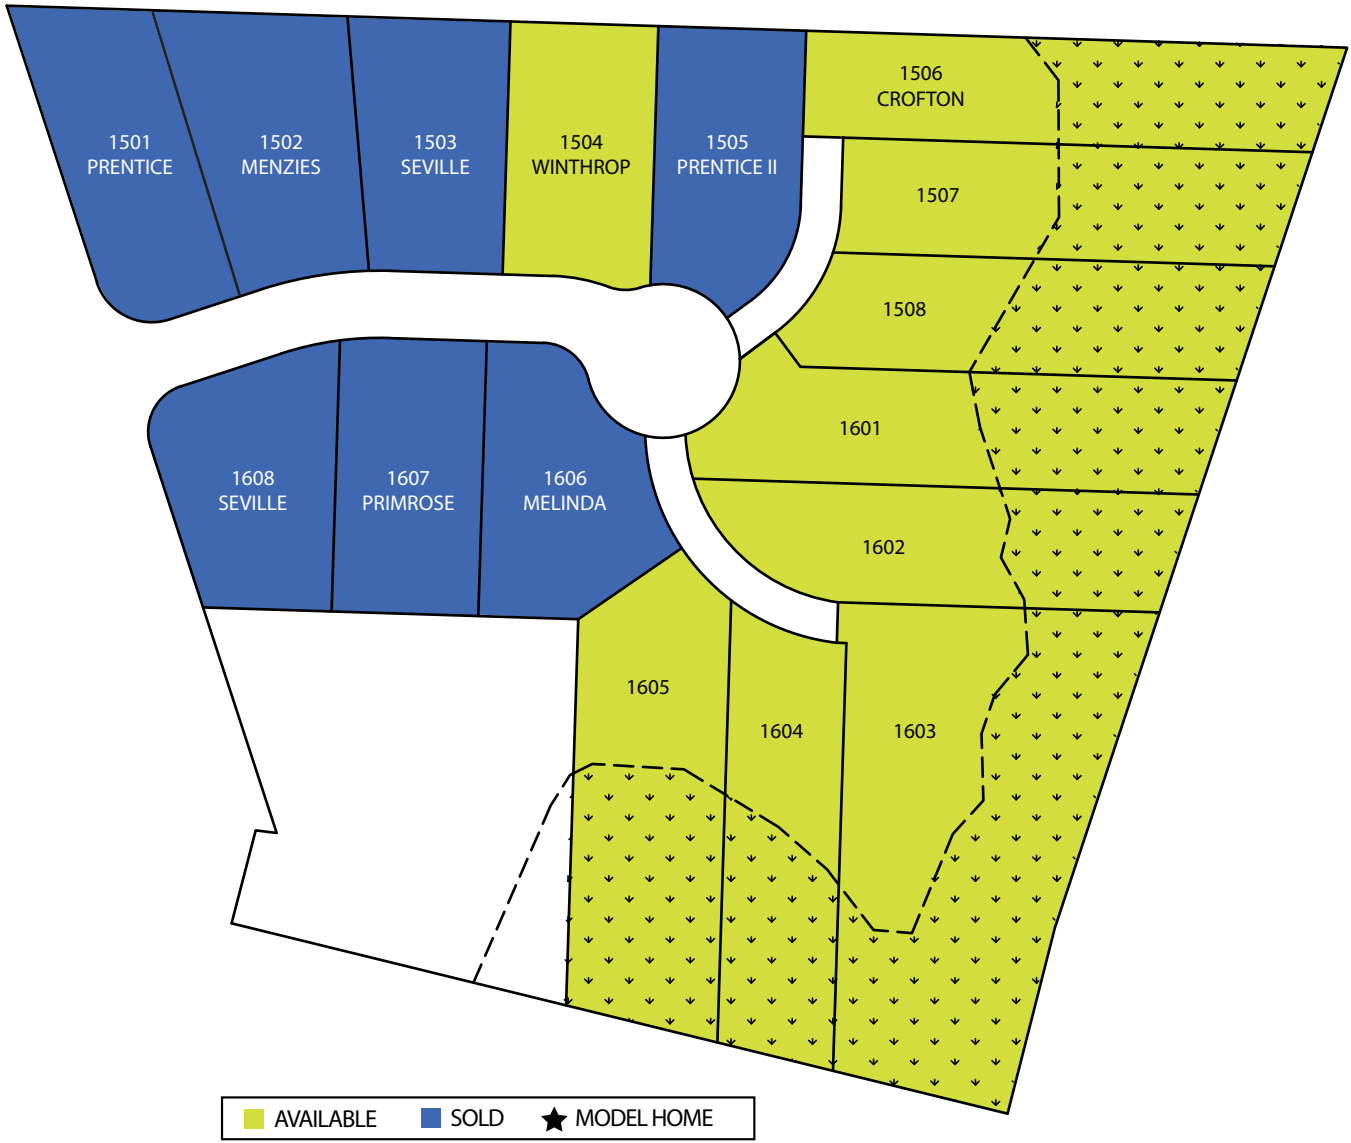 1501
PRENTICE
1502
MENZIES
1503
SEVILLE
1504
WINTHROP
1505
PRENTICE II
1506
CROFTON
1507
1508
1601
1602
1603
1604
1605
1606
MELINDA
1607
PRIMROSE
1608
SEVILLE
AVAILABLE
SOLD
MODEL HOME